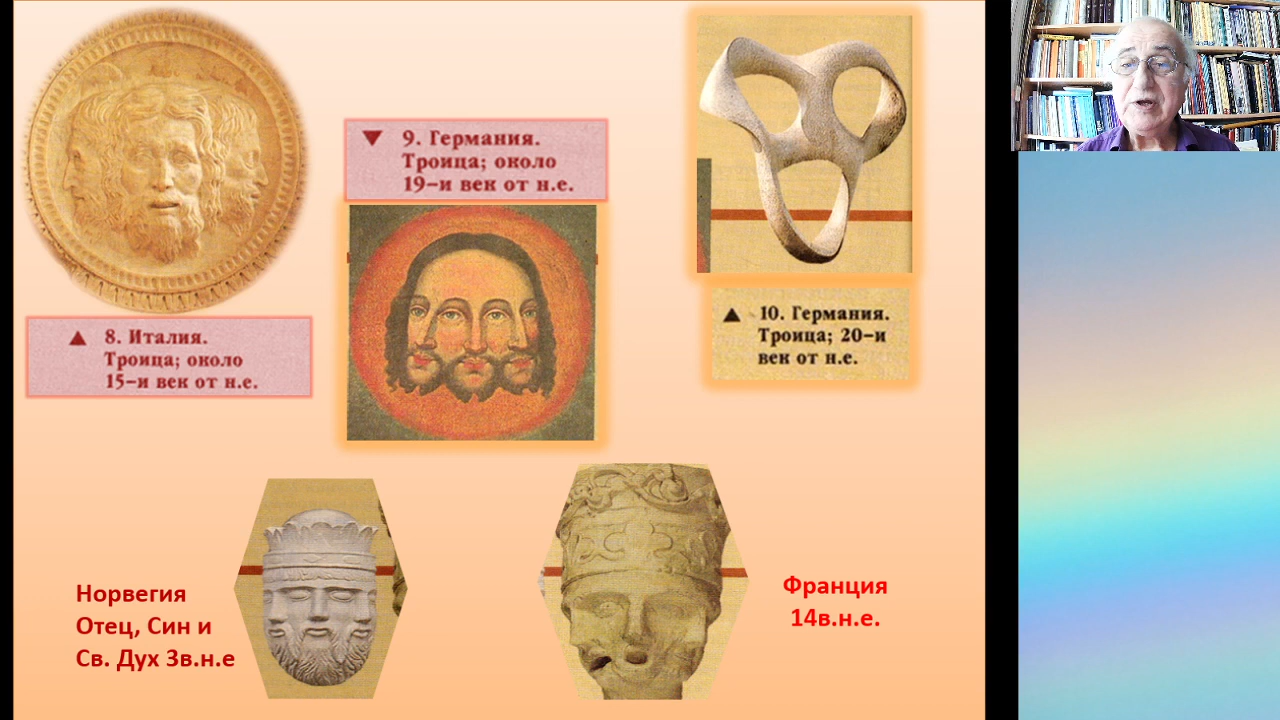 ▲ 8. Италия.
Троица; около
15–и век от н.е.
▼ 9. Германия.
Троица; около
19–и век от н.е.
▲ 10. Германия.
Троица; 20–и
век от н.е.
Норвегия
Отец, Син и
Св. Дух 3в.н.е
Франция
14в.н.е.